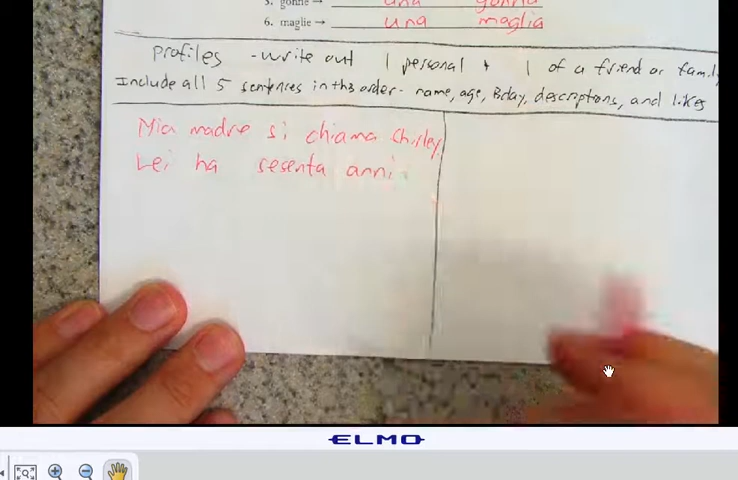 5. gonne → una gonna
6. maglie → una maglia
Profiles - write out 1 personal + 1 of a friend or family
Include all 5 sentences in this order - name, age, Bday, descriptions, and likes
Mia madre si chiama Shirley.
Lei ha sesenta anni.
ELMO